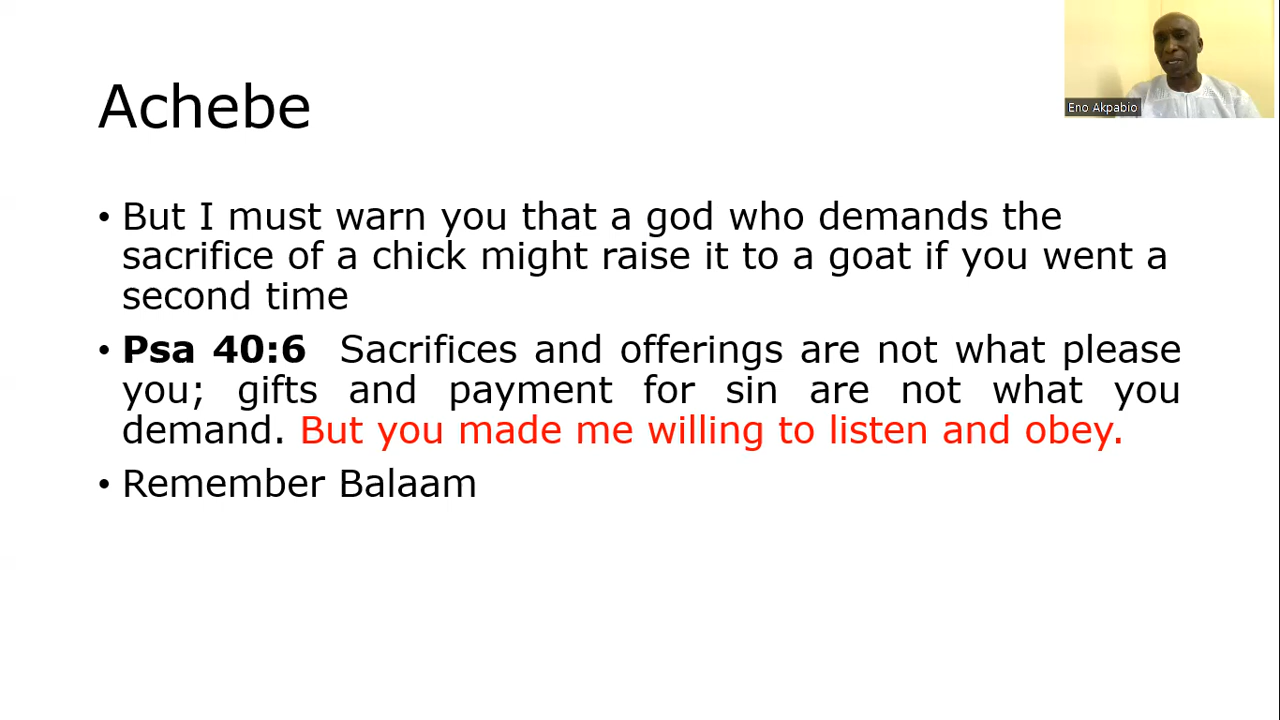 Eno Akpabio
Achebe
• But I must warn you that a god who demands the
sacrifice of a chick might raise it to a goat if you went a
second time
• Psa 40:6 Sacrifices and offerings are not what please
you; gifts and payment for sin are not what you
demand. But you made me willing to listen and obey.
• Remember Balaam